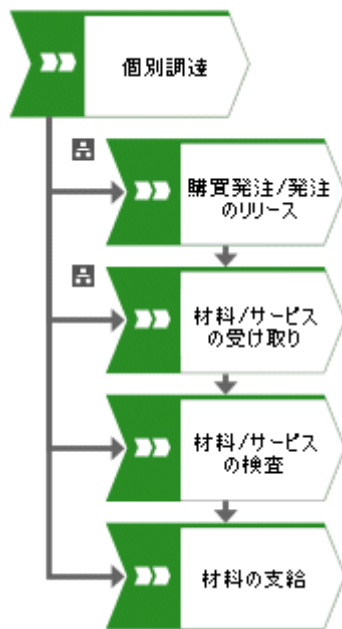 個別調達
購買発注/発注
のリリース
材料/サービス
の受け取り
材料/サービス
の検査
材料の支給